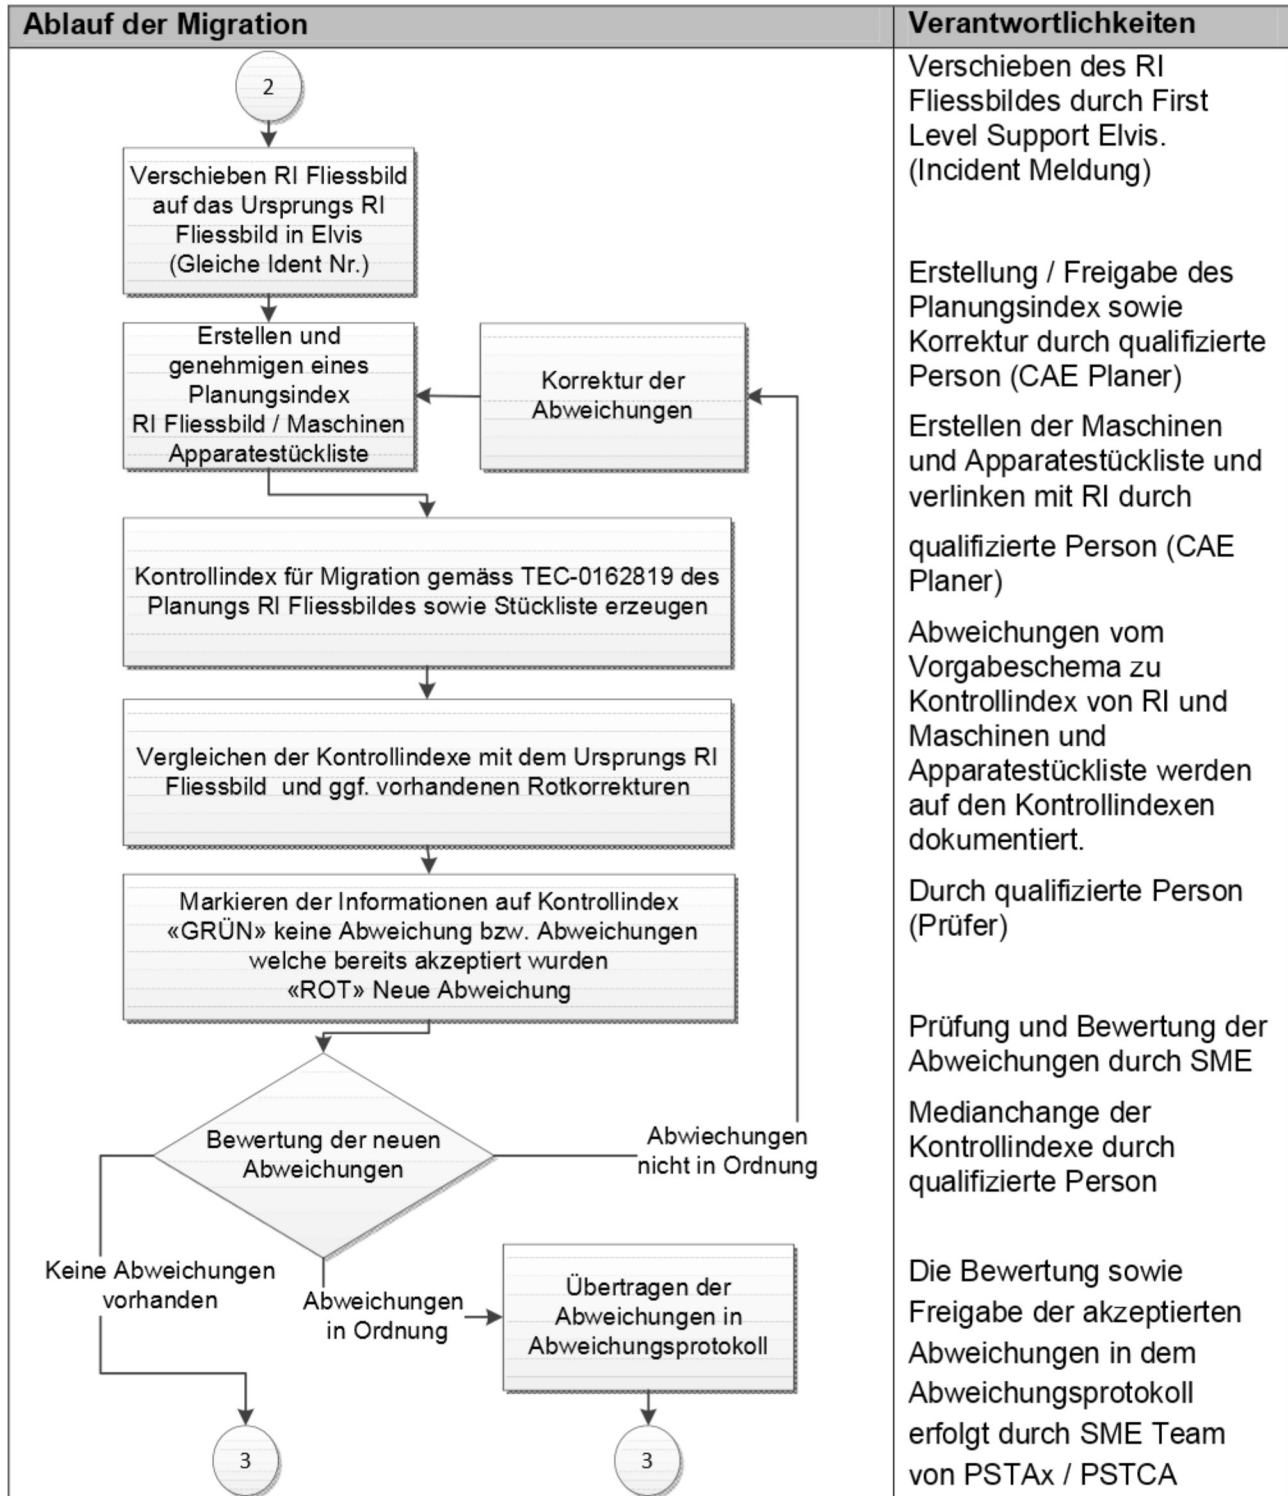 Ablauf der Migration
Verantwortlichkeiten
2
Verschieben RI Fliessbild
auf das Ursprungs RI
Fliessbild in Elvis
(Gleiche Ident Nr.)
Erstellen und
genehmigen eines
Planungsindex
RI Fliessbild / Maschinen
Apparatestückliste
Korrektur der
Abweichungen
Kontrollindex für Migration gemäss TEC-0162819 des
Planungs RI Fliessbildes sowie Stückliste erzeugen
Vergleichen der Kontrollindexe mit dem Ursprungs RI
Fliessbild und ggf. vorhandenen Rotkorrekturen
Markieren der Informationen auf Kontrollindex
«GRÜN» keine Abweichung bzw. Abweichungen
welche bereits akzeptiert wurden
«ROT» Neue Abweichung
Bewertung der neuen
Abweichungen
Abwiechungen
nicht in Ordnung
Keine Abweichungen
vorhanden
Abweichungen
in Ordnung
Übertragen der
Abweichungen in
Abweichungsprotokoll
3
3
Verschieben des RI
Fliessbildes durch First
Level Support Elvis.
(Incident Meldung)
Erstellung / Freigabe des
Planungsindex sowie
Korrektur durch qualifizierte
Person (CAE Planer)
Erstellen der Maschinen
und Apparatestückliste und
verlinken mit RI durch
qualifizierte Person (CAE
Planer)
Abweichungen vom
Vorgabeschema zu
Kontrollindex von RI und
Maschinen und
Apparatestückliste werden
auf den Kontrollindexen
dokumentiert.
Durch qualifizierte Person
(Prüfer)
Prüfung und Bewertung der
Abweichungen durch SME
Medianchange der
Kontrollindexe durch
qualifizierte Person
Die Bewertung sowie
Freigabe der akzeptierten
Abweichungen in dem
Abweichungsprotokoll
erfolgt durch SME Team
von PSTAx / PSTCA